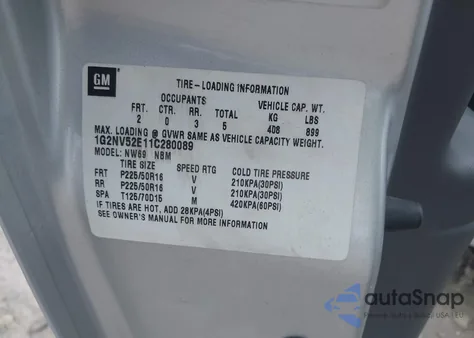 GM
TIRE-LOADING INFORMATION
OCCUPANTS VEHICLE CAP. WT.
FRT. CTR. RR. TOTAL KG LBS
2 0 3 5 408 899
MAX. LOADING @ GVWR SAME AS VEHICLE CAPACITY WEIGHT.
1G2NV52E11C280089
MODEL: NW69 NBM
TIRE SIZE SPEED RTG COLD TIRE PRESSURE
FRT P225/50R16 V 210KPA(30PSI)
RR P225/50R16 V 210KPA(30PSI)
SPA T125/70D15 M 420KPA(60PSI)
IF TIRES ARE HOT, ADD 28KPA(4PSI)
SEE OWNER'S MANUAL FOR MORE INFORMATION
autoSnap